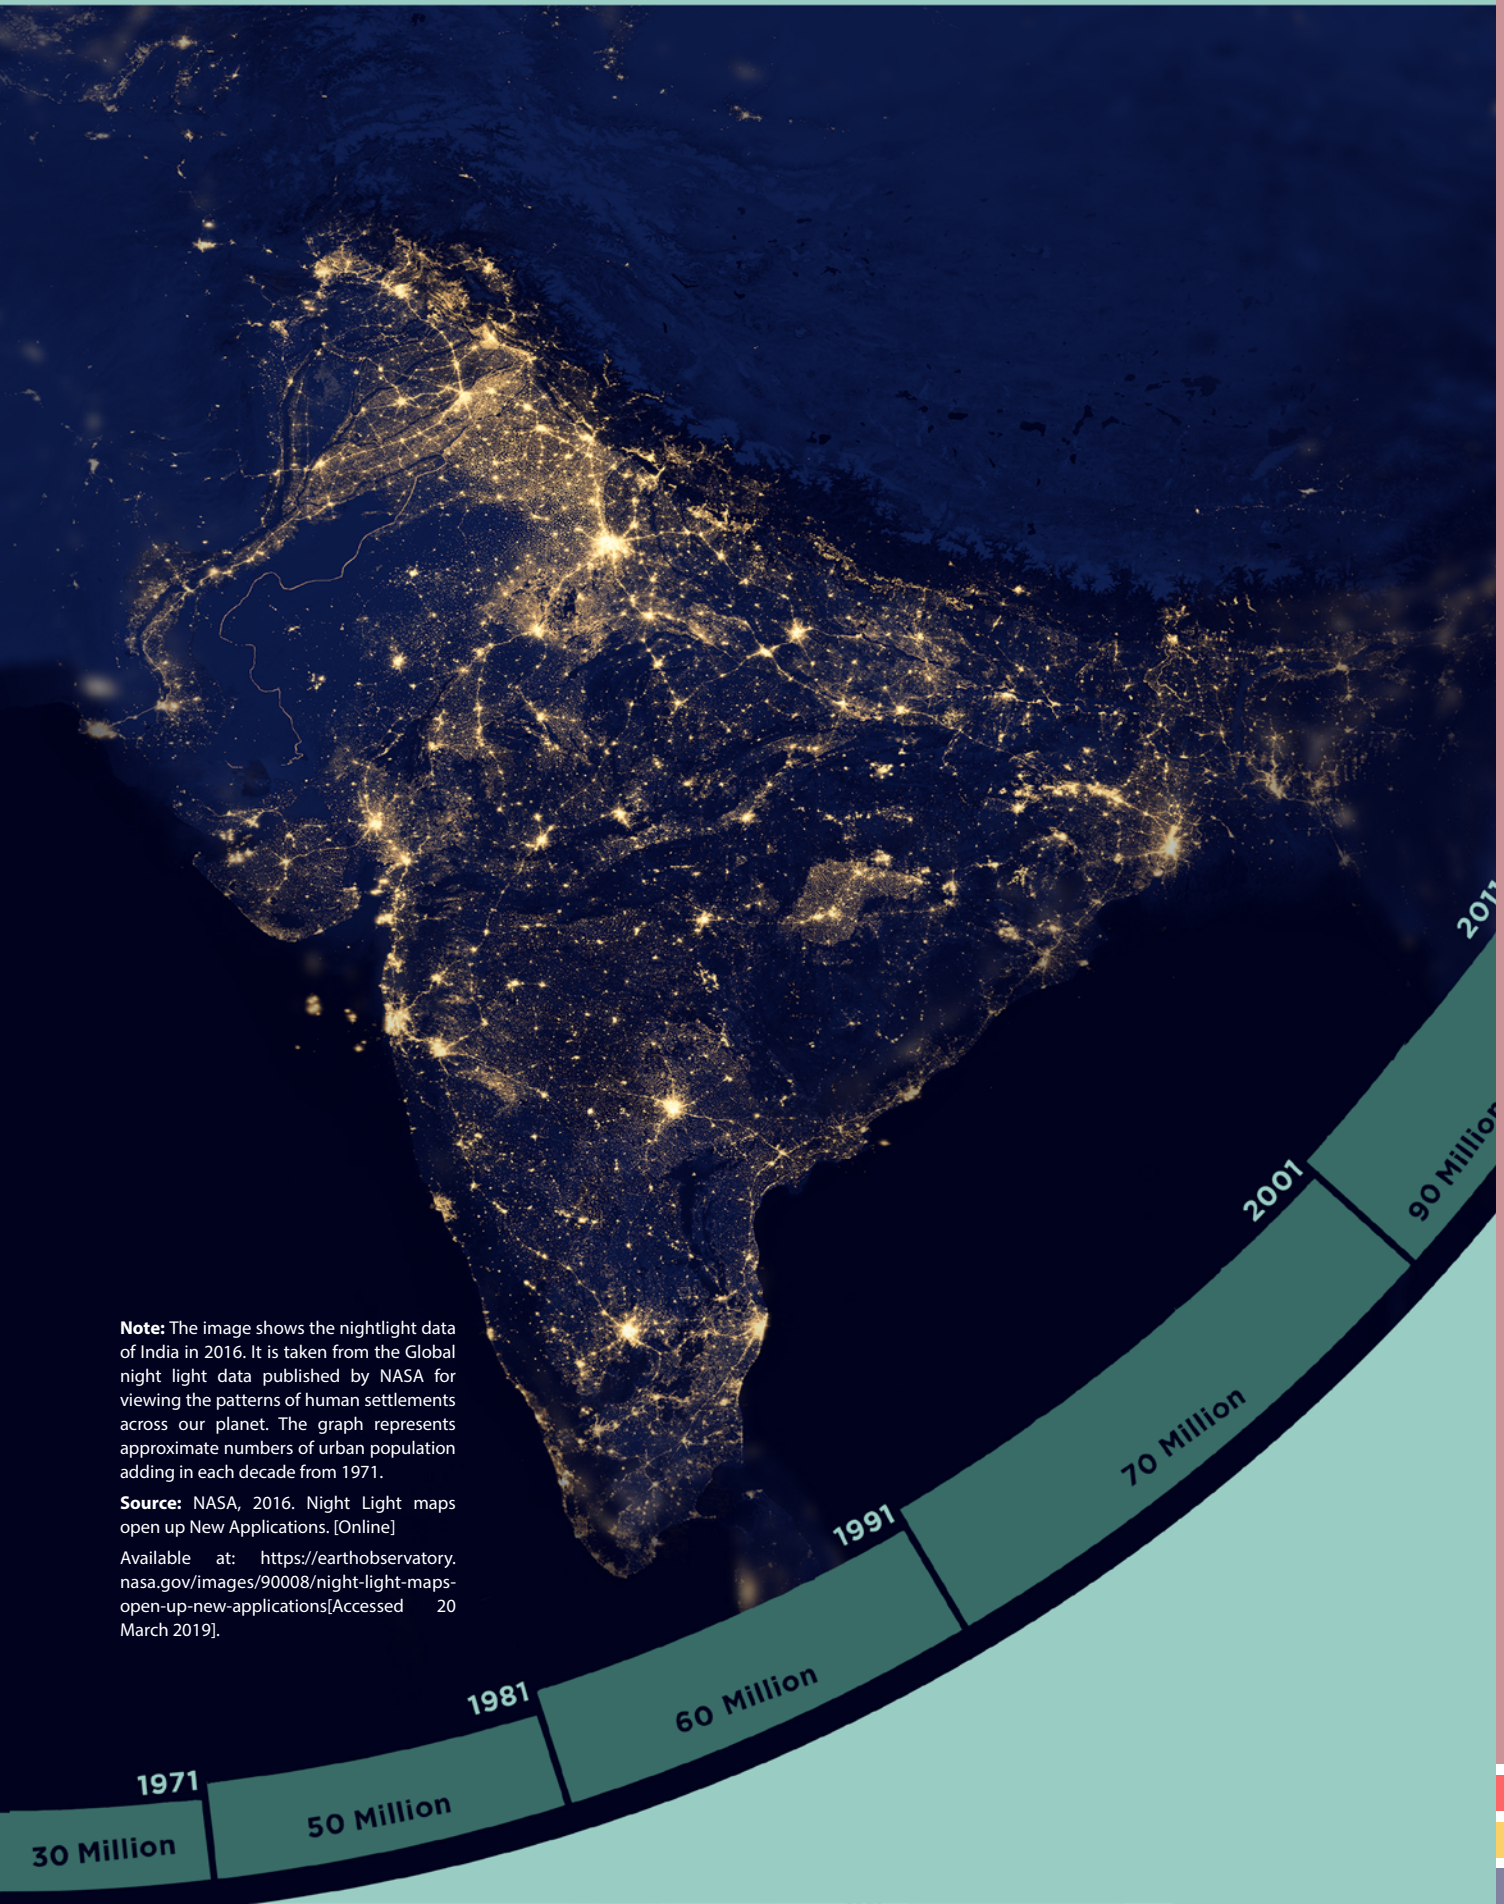 2011
90 Million
2001
70 Million
Note: The image shows the nightlight data
of India in 2016. It is taken from the Global
night light data published by NASA for
viewing the patterns of human settlements
across our planet. The graph represents
approximate numbers of urban population
adding in each decade from 1971.
Source: NASA, 2016. Night Light maps
open up New Applications. [Online]
Available at: https://earthobservatory.
nasa.gov/images/90008/night-light-maps-
open-up-new-applications[Accessed 20
March 2019].
1991
60 Million
1981
50 Million
1971
30 Million